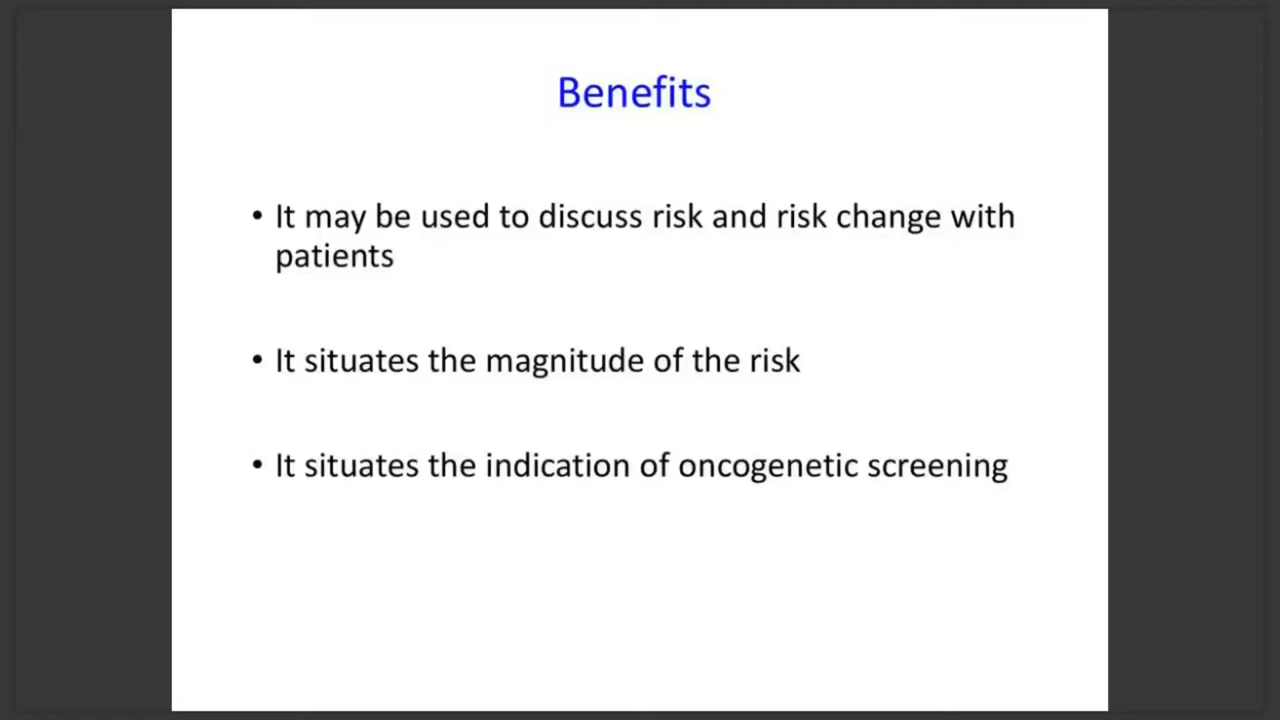 Benefits
• It may be used to discuss risk and risk change with
patients
• It situates the magnitude of the risk
• It situates the indication of oncogenetic screening